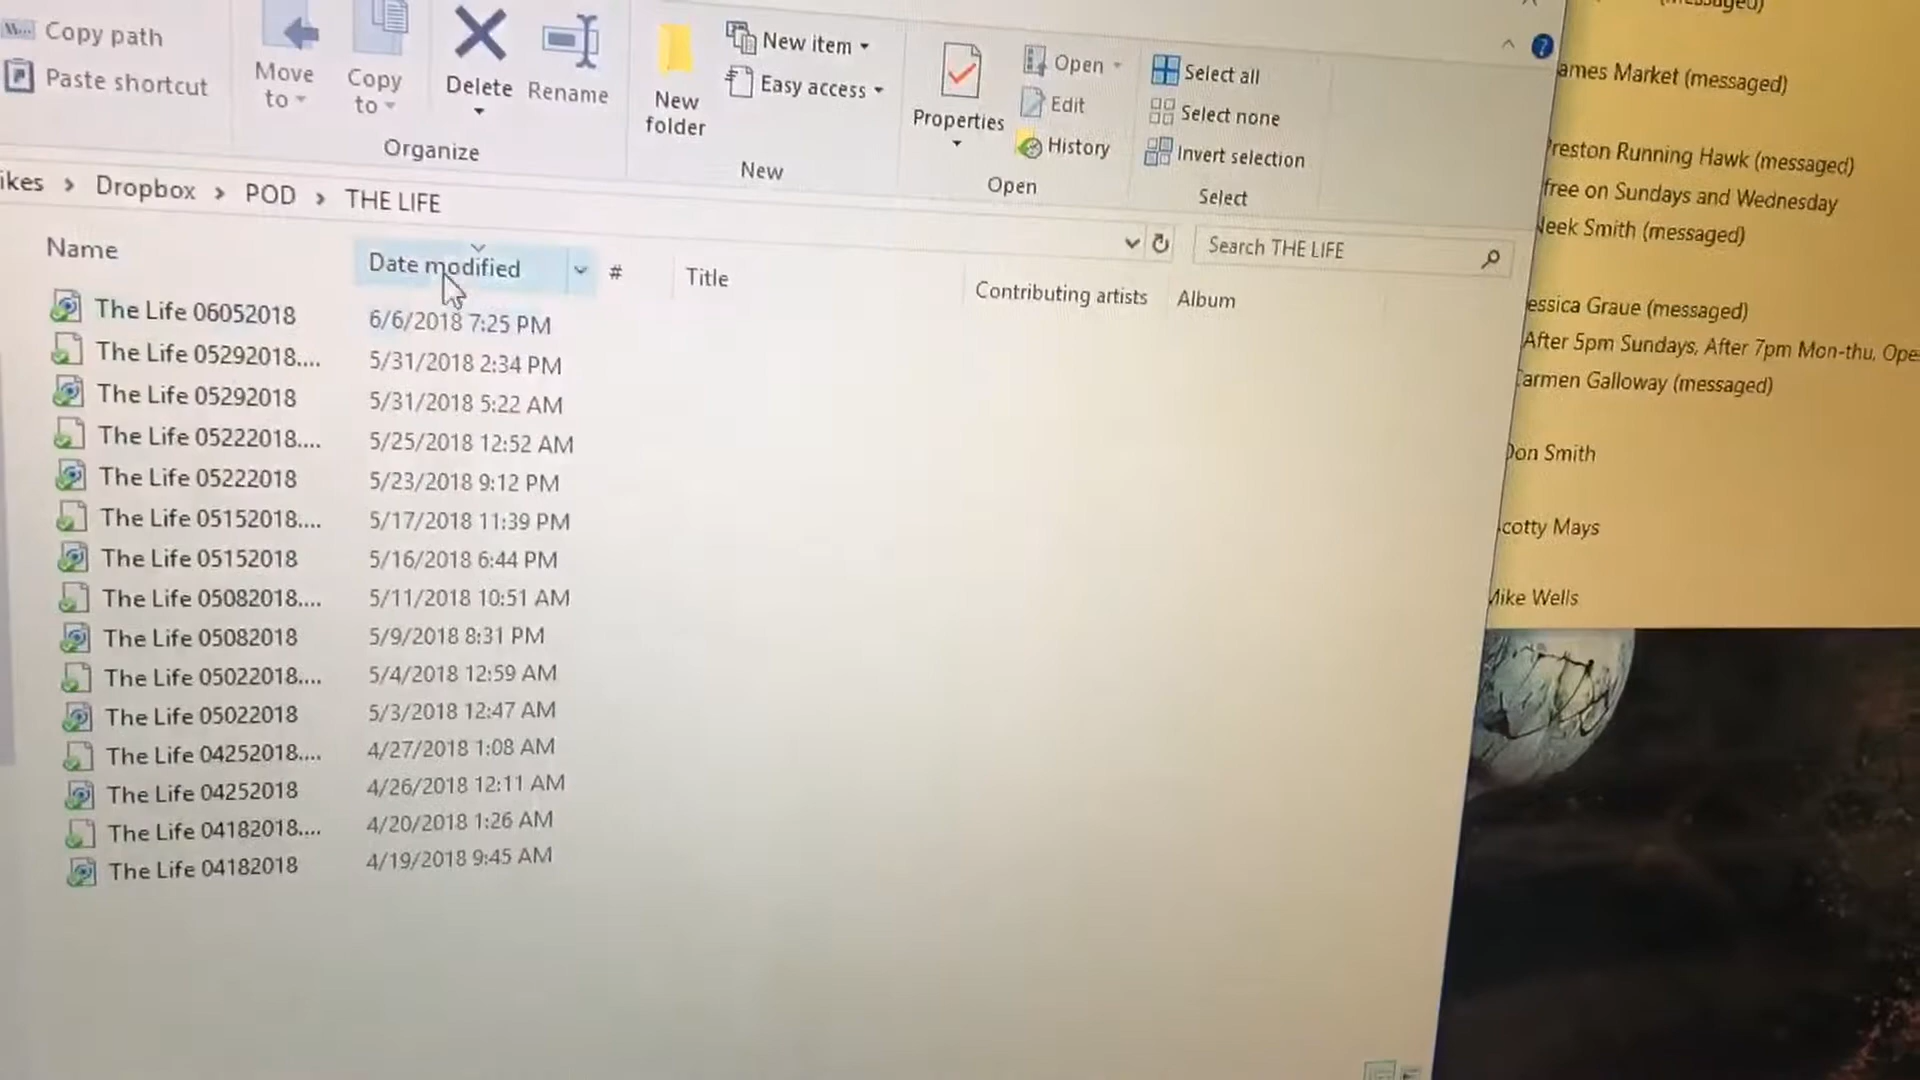 Copy path
Paste shortcut
Move to
Copy to
Delete
Rename
Organize
New folder
New item
Easy access
New
Properties
Open
Edit
History
Open
Select all
Select none
Invert selection
Select
Dropbox > POD > THE LIFE
Search THE LIFE
Name
Date modified
#
Title
Contributing artists
Album
The Life 06052018 6/6/2018 7:25 PM
The Life 05292018.... 5/31/2018 2:34 PM
The Life 05292018 5/31/2018 5:22 AM
The Life 05222018.... 5/25/2018 12:52 AM
The Life 05222018 5/23/2018 9:12 PM
The Life 05152018.... 5/17/2018 11:39 PM
The Life 05152018 5/16/2018 6:44 PM
The Life 05082018.... 5/11/2018 10:51 AM
The Life 05082018 5/9/2018 8:31 PM
The Life 05022018.... 5/4/2018 12:59 AM
The Life 05022018 5/3/2018 12:47 AM
The Life 04252018.... 4/27/2018 1:08 AM
The Life 04252018 4/26/2018 12:11 AM
The Life 04182018.... 4/20/2018 1:26 AM
The Life 04182018 4/19/2018 9:45 AM
ames Market (messaged)
reston Running Hawk (messaged)
free on Sundays and Wednesday
eek Smith (messaged)
essica Graue (messaged)
After 5pm Sundays, After 7pm Mon-thu, Ope
armen Galloway (messaged)
Don Smith
cotty Mays
Mike Wells